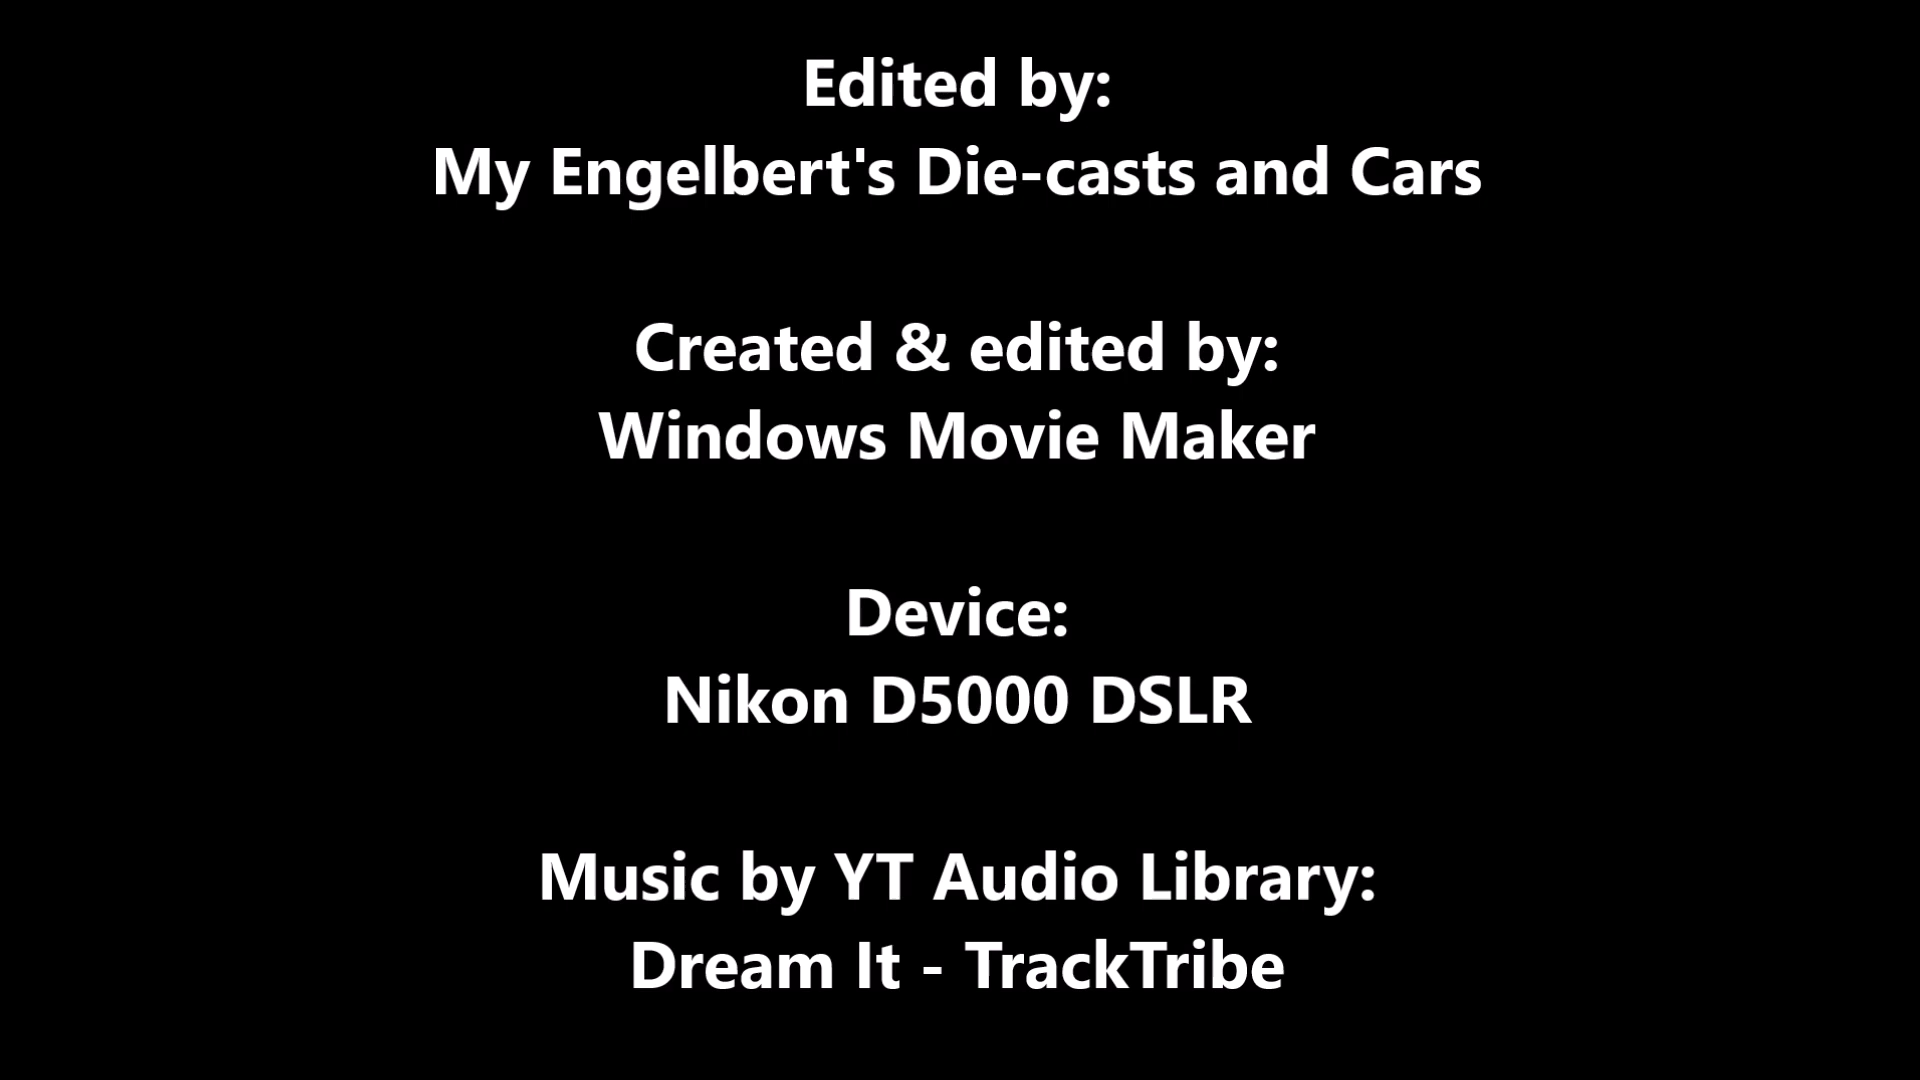 Edited by:
My Engelbert's Die-casts and Cars
Created & edited by:
Windows Movie Maker
Device:
Nikon D5000 DSLR
Music by YT Audio Library:
Dream It - TrackTribe